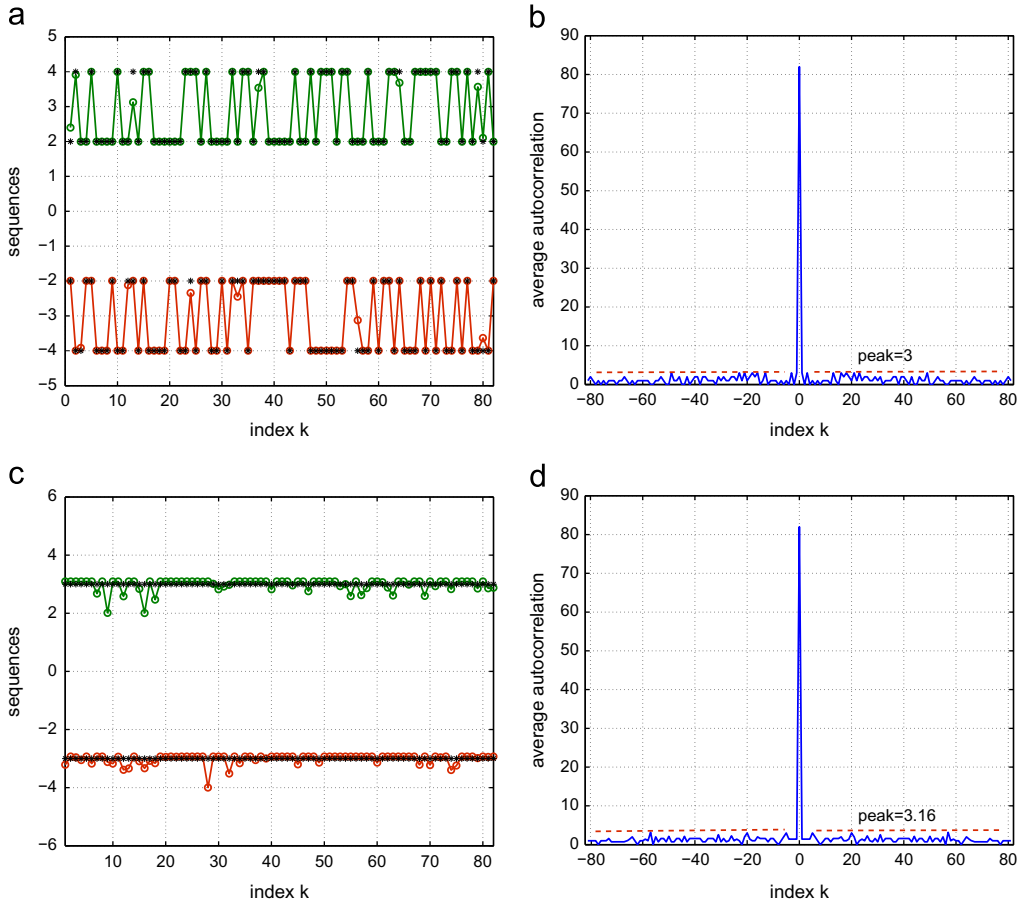 a
5
4
3
2
1
0
−1
−2
−3
−4
−5
0 10 20 30 40 50 60 70 80
sequences
index k
b
90
80
70
60
50
40
30
20
10
0
−80 −60 −40 −20 0 20 40 60 80
average autocorrelation
peak=3
index k
c
6
4
2
0
−2
−4
−6
10 20 30 40 50 60 70 80
sequences
index k
d
90
80
70
60
50
40
30
20
10
0
−80 −60 −40 −20 0 20 40 60 80
average autocorrelation
peak=3.16
index k